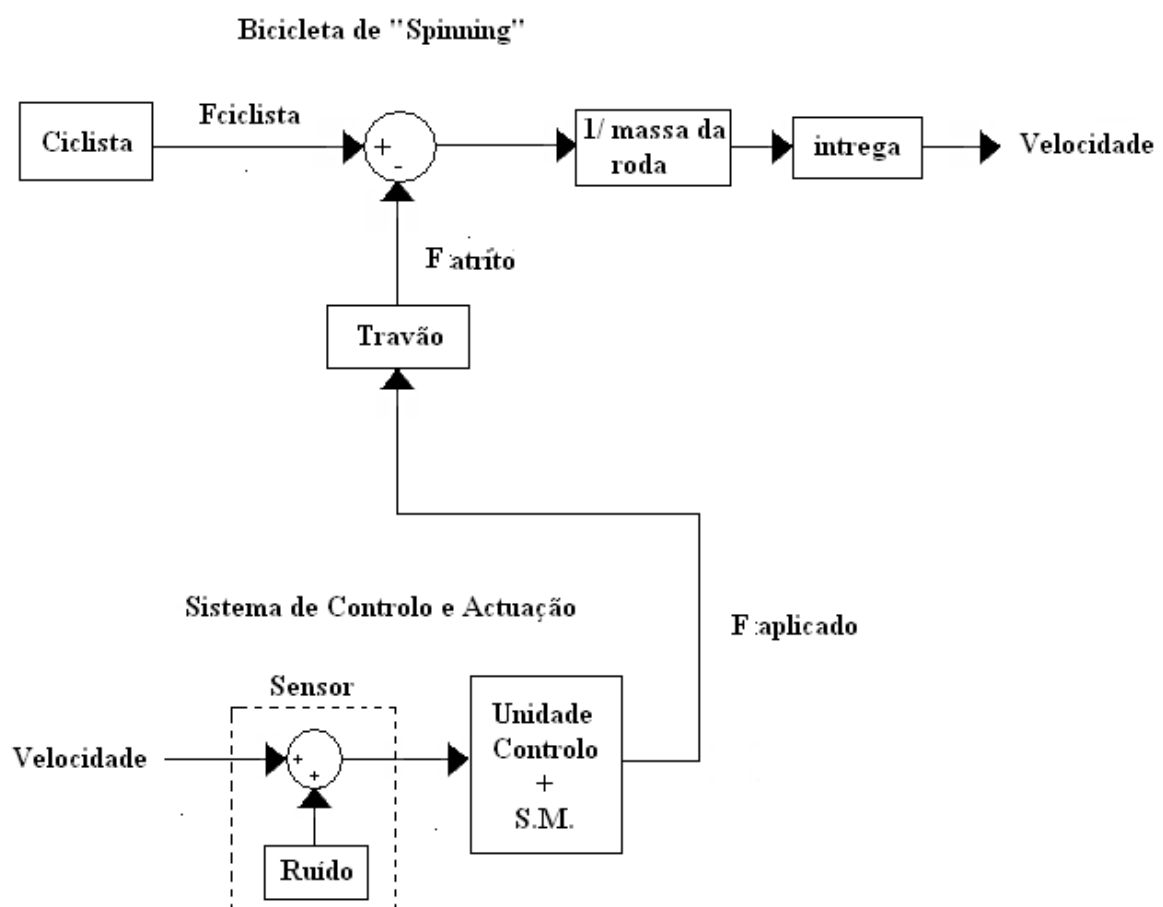 Bicicleta de "Spinning"
Ciclista
Fciclista
+
-
1/ massa da
roda
intrega
Velocidade
F atrito
Travão
Sistema de Controlo e Actuação
F aplicado
Sensor
Velocidade
+
+
Ruído
Unidade
Controlo
+
S.M.